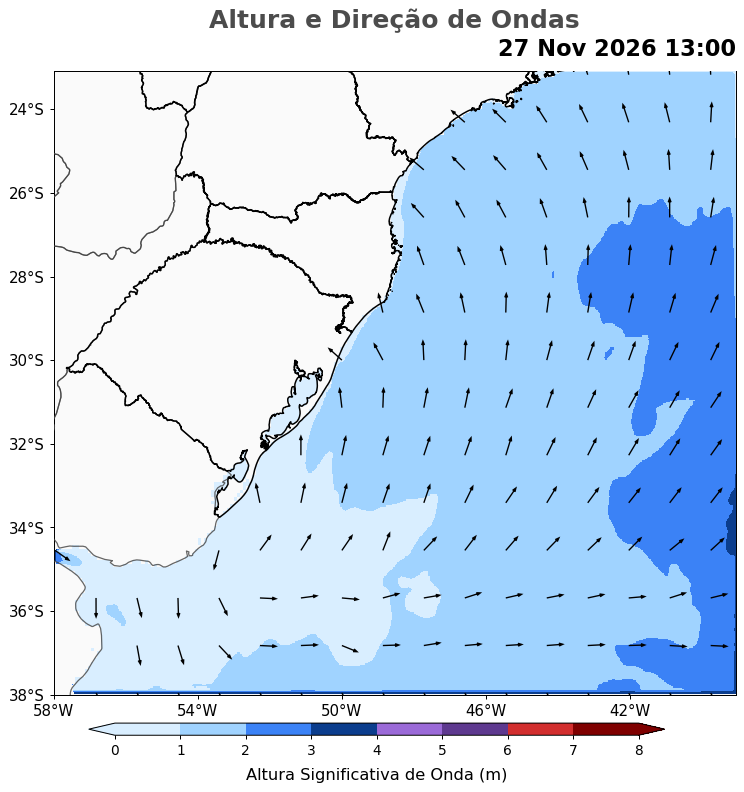 Altura e Direção de Ondas
27 Nov 2026 13:00
24°S
26°S
28°S
30°S
32°S
34°S
36°S
38°S
58°W 54°W 50°W 46°W 42°W
0 1 2 3 4 5 6 7 8
Altura Significativa de Onda (m)